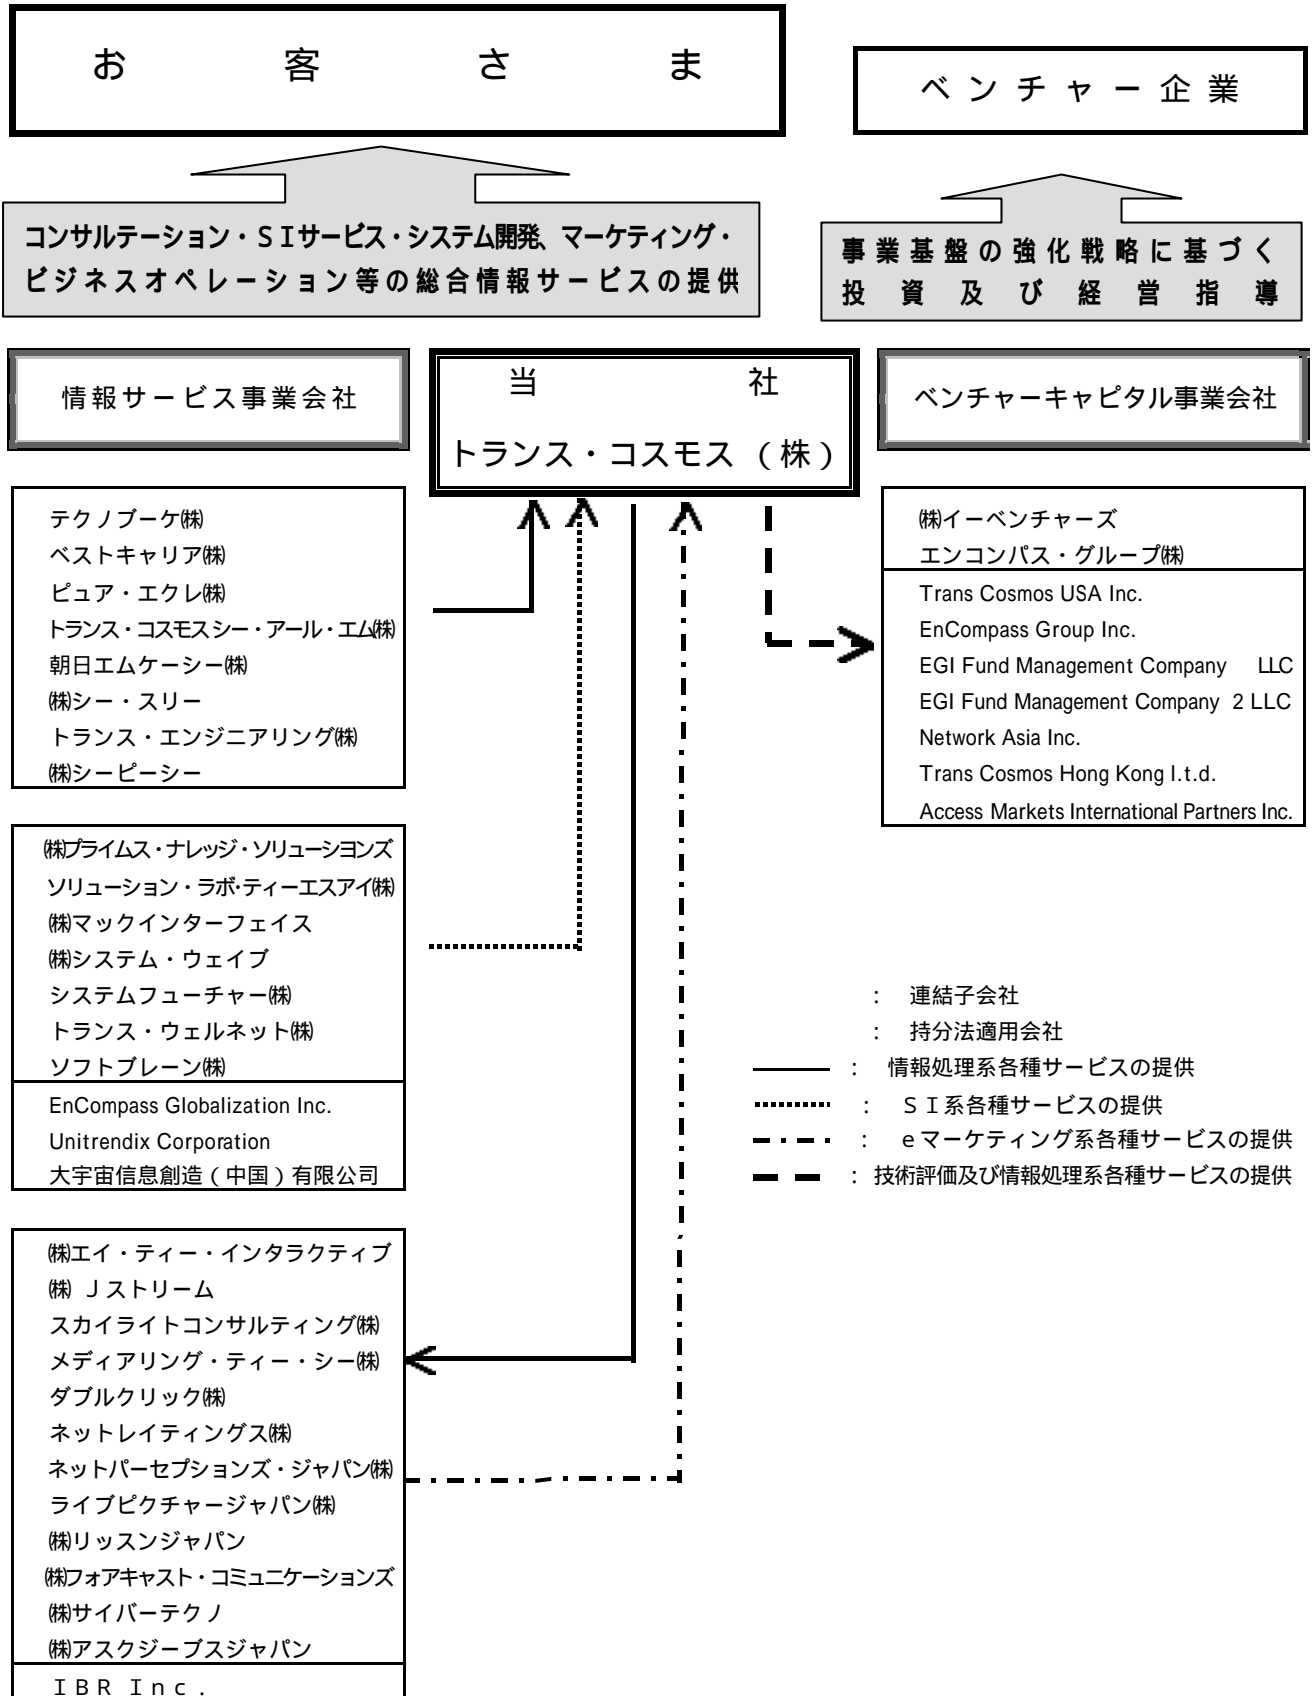 お客さま
ベンチャー企業
コンサルテーション・ＳＩサービス・システム開発、マーケティング・
ビジネスオペレーション等の総合情報サービスの提供
事業基盤の強化戦略に基づく
投資及び経営指導
情報サービス事業会社
当社
トランス・コスモス（株）
ベンチャーキャピタル事業会社
テクノブーケ㈱
ベストキャリア㈱
ピュア・エクレ㈱
トランス・コスモスシー・アール・エム㈱
朝日エムケーシー㈱
㈱シー・スリー
トランス・エンジニアリング㈱
㈱シーピーシー
㈱プライムス・ナレッジ・ソリューシヨンズ
ソリューション・ラボ・ティーエスアイ㈱
㈱マックインターフェイス
㈱システム・ウェイブ
システムフューチャー㈱
トランス・ウェルネット㈱
ソフトブレーン㈱
EnCompass Globalization Inc.
Unitrendix Corporation
大宇宙信息創造（中国）有限公司
㈱エイ・ティー・インタラクティブ
㈱Ｊストリーム
スカイライトコンサルティング㈱
メディアリング・ティー・シー㈱
ダブルクリック㈱
ネットレイティングス㈱
ネットパーセプションズ・ジャパン㈱
ライブピクチャージャパン㈱
㈱リッスンジャパン
㈱フォアキャスト・コミュニケーションズ
㈱サイバーテクノ
㈱アスクジーブスジャパン
ＩＢＲ Ｉｎｃ．
㈱イーベンチャーズ
エンコンパス・グループ㈱
Trans Cosmos USA Inc.
EnCompass Group Inc.
EGI Fund Management Company LLC
EGI Fund Management Company 2 LLC
Network Asia Inc.
Trans Cosmos Hong Kong l.t.d.
Access Markets International Partners Inc.
： 連結子会社
： 持分法適用会社
： 情報処理系各種サービスの提供
： ＳＩ系各種サービスの提供
： ｅマーケティング系各種サービスの提供
： 技術評価及び情報処理系各種サービスの提供